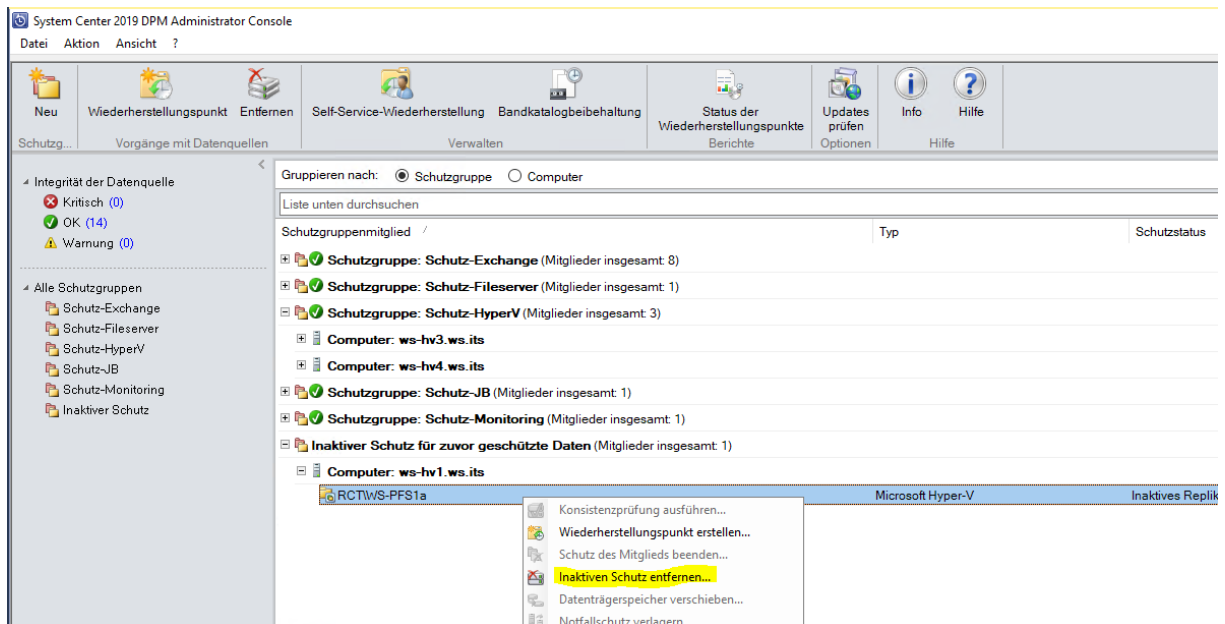 System Center 2019 DPM Administrator Console
Datei Aktion Ansicht ?
Neu Wiederherstellungspunkt Entfernen Self-Service-Wiederherstellung Bandkatalogbeibehaltung Status der Wiederherstellungspunkte Updates prüfen Info Hilfe
Schutzg... Vorgänge mit Datenquellen Verwalten Berichte Optionen Hilfe
Integrität der Datenquelle
Kritisch (0)
OK (14)
Warnung (0)
Alle Schutzgruppen
Schutz-Exchange
Schutz-Fileserver
Schutz-HyperV
Schutz-JB
Schutz-Monitoring
Inaktiver Schutz
Gruppieren nach: Schutzgruppe Computer
Liste unten durchsuchen
Schutzgruppenmitglied Typ Schutzstatus
Schutzgruppe: Schutz-Exchange (Mitglieder insgesamt: 8)
Schutzgruppe: Schutz-Fileserver (Mitglieder insgesamt: 1)
Schutzgruppe: Schutz-HyperV (Mitglieder insgesamt: 3)
Computer: ws-hv3.ws.its
Computer: ws-hv4.ws.its
Schutzgruppe: Schutz-JB (Mitglieder insgesamt: 1)
Schutzgruppe: Schutz-Monitoring (Mitglieder insgesamt: 1)
Inaktiver Schutz für zuvor geschützte Daten (Mitglieder insgesamt: 1)
Computer: ws-hv1.ws.its
RCT\WS-PFS1a Microsoft Hyper-V Inaktives Replik
Konsistenzprüfung ausführen...
Wiederherstellungspunkt erstellen...
Schutz des Mitglieds beenden...
Inaktiven Schutz entfernen...
Datenträgerspeicher verschieben...
Notfallschutz verlagern